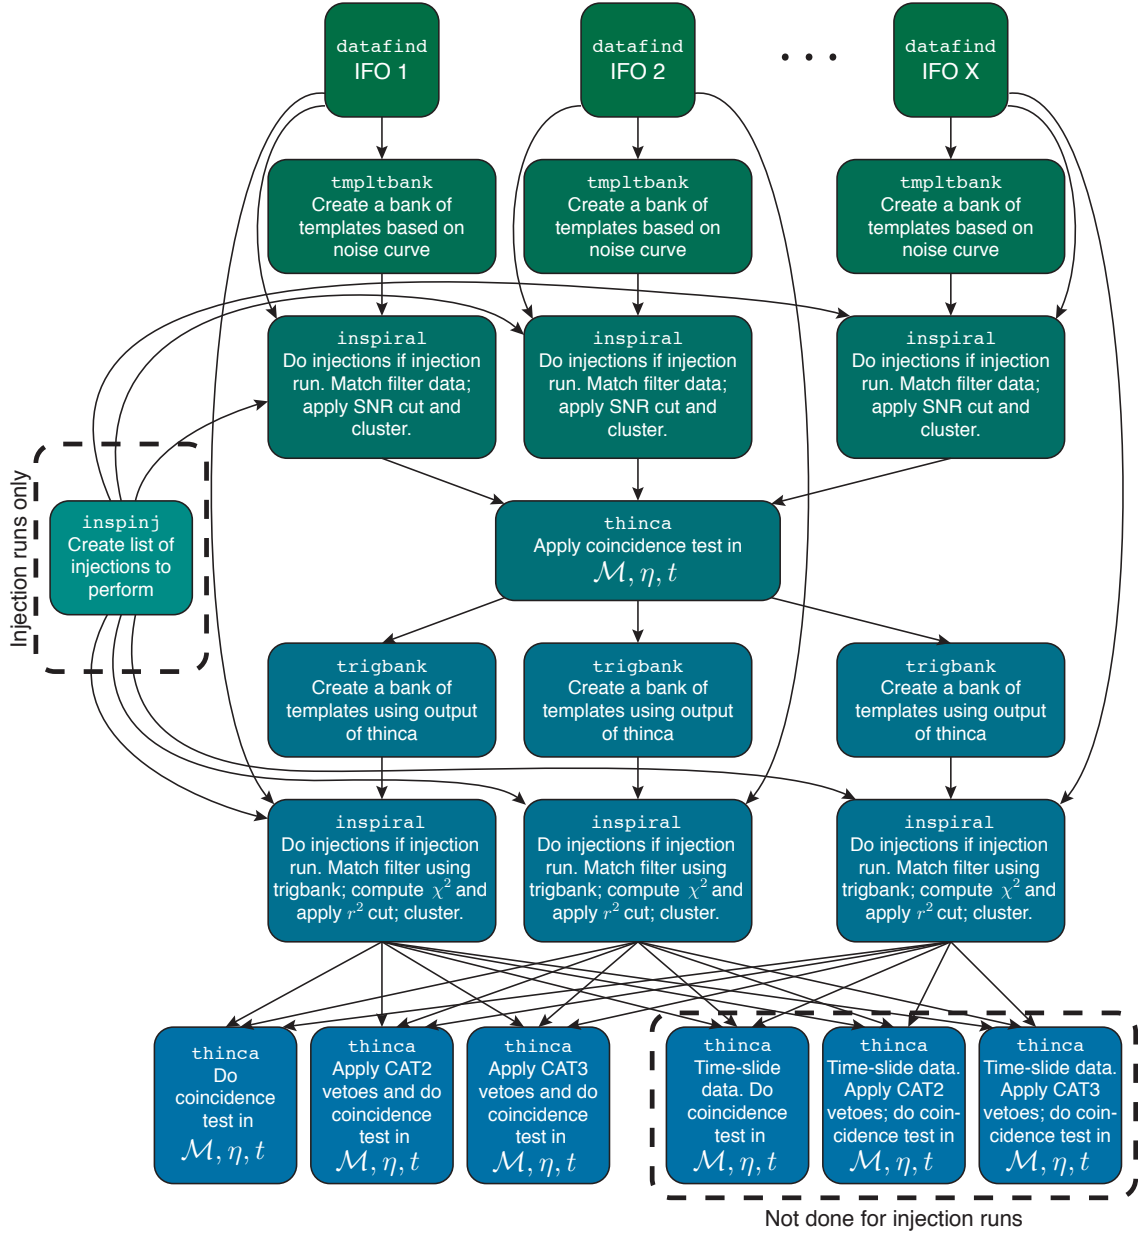 datafind
IFO 1
datafind
IFO 2
• • •
datafind
IFO X
tmpltbank
Create a bank of
templates based on
noise curve
tmpltbank
Create a bank of
templates based on
noise curve
tmpltbank
Create a bank of
templates based on
noise curve
inspiral
Do injections if injection
run. Match filter data;
apply SNR cut and
cluster.
inspiral
Do injections if injection
run. Match filter data;
apply SNR cut and
cluster.
inspiral
Do injections if injection
run. Match filter data;
apply SNR cut and
cluster.
Injection runs only
inspinj
Create list of
injections to
perform
thinca
Apply coincidence test in
ℳ, η, t
trigbank
Create a bank of
templates using output
of thinca
trigbank
Create a bank of
templates using output
of thinca
trigbank
Create a bank of
templates using output
of thinca
inspiral
Do injections if injection
run. Match filter using
trigbank; compute χ² and
apply r² cut; cluster.
inspiral
Do injections if injection
run. Match filter using
trigbank; compute χ² and
apply r² cut; cluster.
inspiral
Do injections if injection
run. Match filter using
trigbank; compute χ² and
apply r² cut; cluster.
thinca
Do
coincidence
test in
ℳ, η, t
thinca
Apply CAT2
vetoes and do
coincidence
test in
ℳ, η, t
thinca
Apply CAT3
vetoes and do
coincidence
test in
ℳ, η, t
thinca
Time-slide
data. Do
coincidence
test in
ℳ, η, t
thinca
Time-slide data.
Apply CAT2
vetoes; do coin-
cidence test in
ℳ, η, t
thinca
Time-slide data.
Apply CAT3
vetoes; do coin-
cidence test in
ℳ, η, t
Not done for injection runs